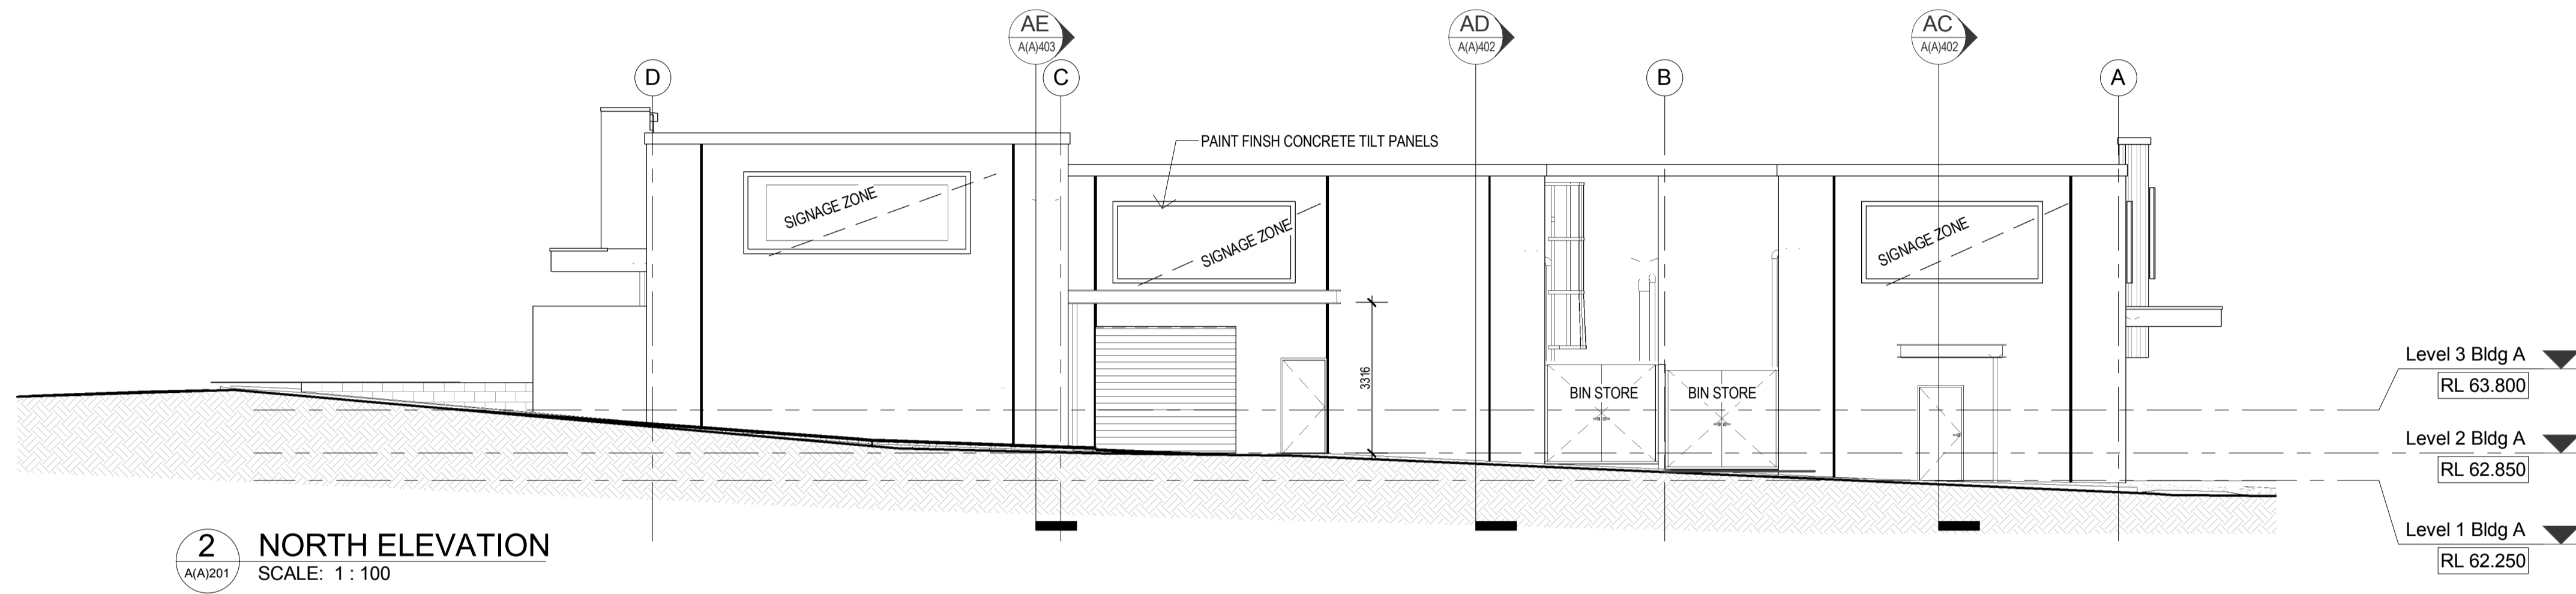 AE
A(A)403
AD
A(A)402
AC
A(A)402
D
C
B
A
PAINT FINSH CONCRETE TILT PANELS
SIGNAGE ZONE
SIGNAGE ZONE
SIGNAGE ZONE
3316
BIN STORE
BIN STORE
Level 3 Bldg A
RL 63.800
Level 2 Bldg A
RL 62.850
Level 1 Bldg A
RL 62.250
2
A(A)201
NORTH ELEVATION
SCALE: 1 : 100